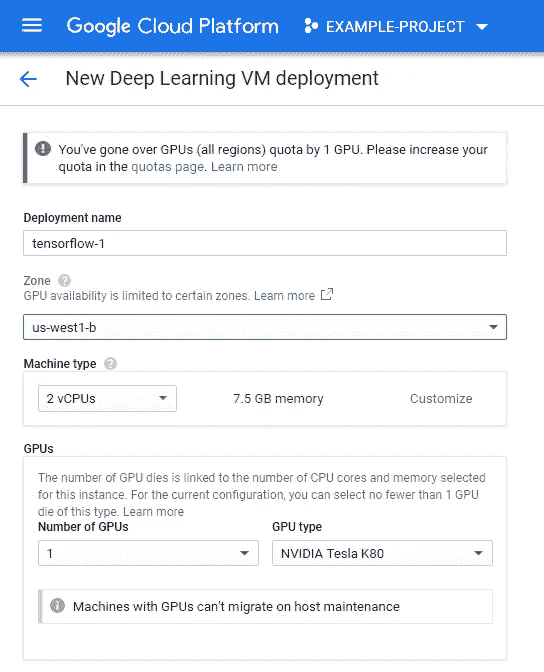 Google Cloud Platform
EXAMPLE-PROJECT
New Deep Learning VM deployment
You've gone over GPUs (all regions) quota by 1 GPU. Please increase your
quota in the quotas page. Learn more
Deployment name
tensorflow-1
Zone
GPU availability is limited to certain zones. Learn more
us-west1-b
Machine type
2 vCPUs
7.5 GB memory
Customize
GPUs
The number of GPU dies is linked to the number of CPU cores and memory selected
for this instance. For the current configuration, you can select no fewer than 1 GPU
die of this type. Learn more
Number of GPUs
GPU type
1
NVIDIA Tesla K80
Machines with GPUs can't migrate on host maintenance